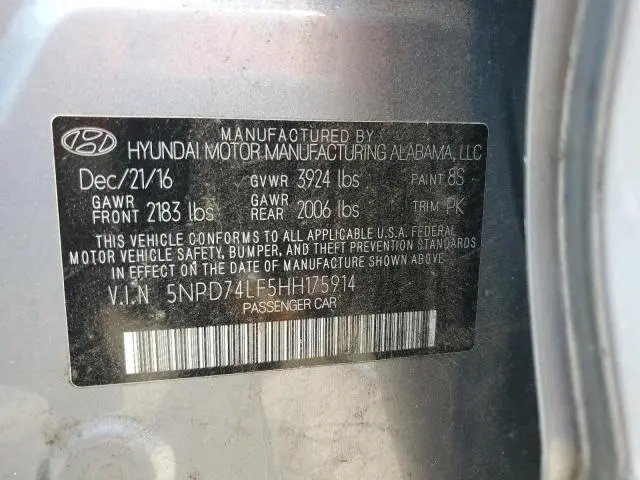 MANUFACTURED BY
HYUNDAI MOTOR MANUFACTURING ALABAMA, LLC
Dec/21/16 GVWR 3924 lbs PAINT 8S
GAWR FRONT 2183 lbs GAWR REAR 2006 lbs TRIM PK
THIS VEHICLE CONFORMS TO ALL APPLICABLE U.S.A. FEDERAL
MOTOR VEHICLE SAFETY, BUMPER, AND THEFT PREVENTION STANDARDS
IN EFFECT ON THE DATE OF MANUFACTURE SHOWN ABOVE.
V.I.N 5NPD74LF5HH175914
PASSENGER CAR